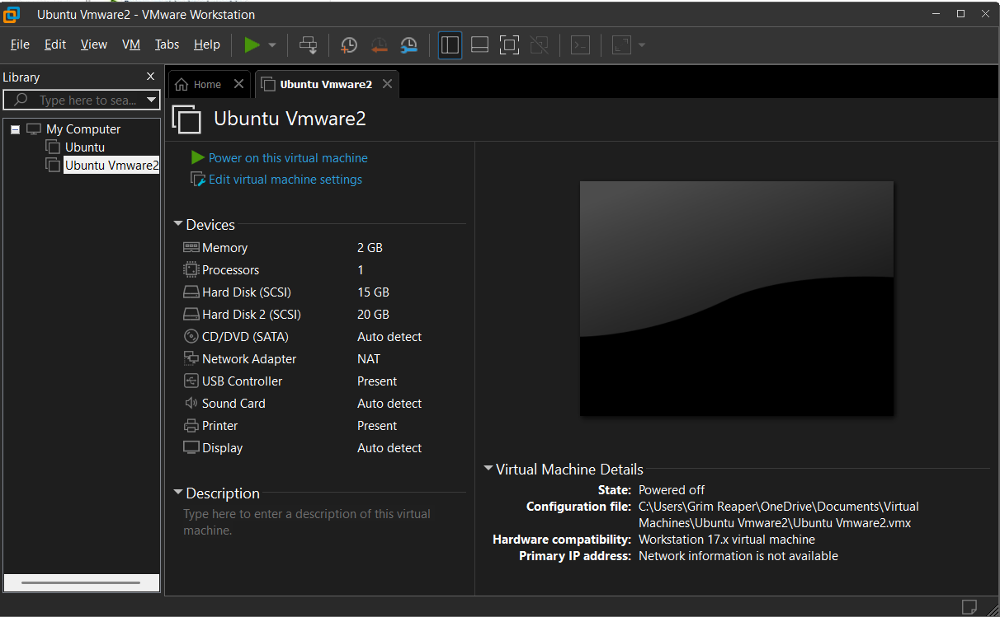 Ubuntu Vmware2 - VMware Workstation
File Edit View VM Tabs Help
Library
Type here to sea...
My Computer
Ubuntu
Ubuntu Vmware2
Home
Ubuntu Vmware2
Ubuntu Vmware2
Power on this virtual machine
Edit virtual machine settings
Devices
Memory 2 GB
Processors 1
Hard Disk (SCSI) 15 GB
Hard Disk 2 (SCSI) 20 GB
CD/DVD (SATA) Auto detect
Network Adapter NAT
USB Controller Present
Sound Card Auto detect
Printer Present
Display Auto detect
Description
Type here to enter a description of this virtual
machine.
Virtual Machine Details
State: Powered off
Configuration file: C:\Users\Grim Reaper\OneDrive\Documents\Virtual
Machines\Ubuntu Vmware2\Ubuntu Vmware2.vmx
Hardware compatibility: Workstation 17.x virtual machine
Primary IP address: Network information is not available